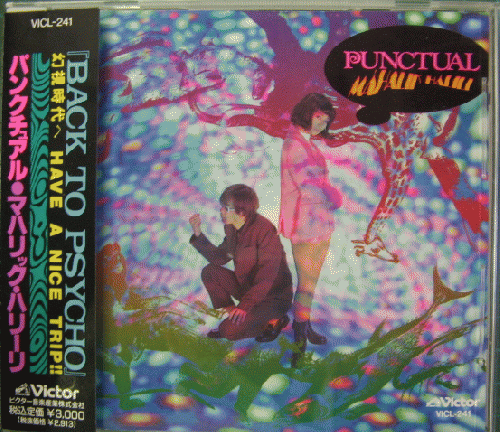 VICL-241
『BACK TO PSYCHO』
時代へ HAVE A NICE TRIP!!
パンクチュアル●マハリッグ・ハリーリ
Victor
ビクター音楽産業株式会社
税込定価¥3,000
[税抜価格¥2,913]
PUNCTUAL
Victor
VICL-241